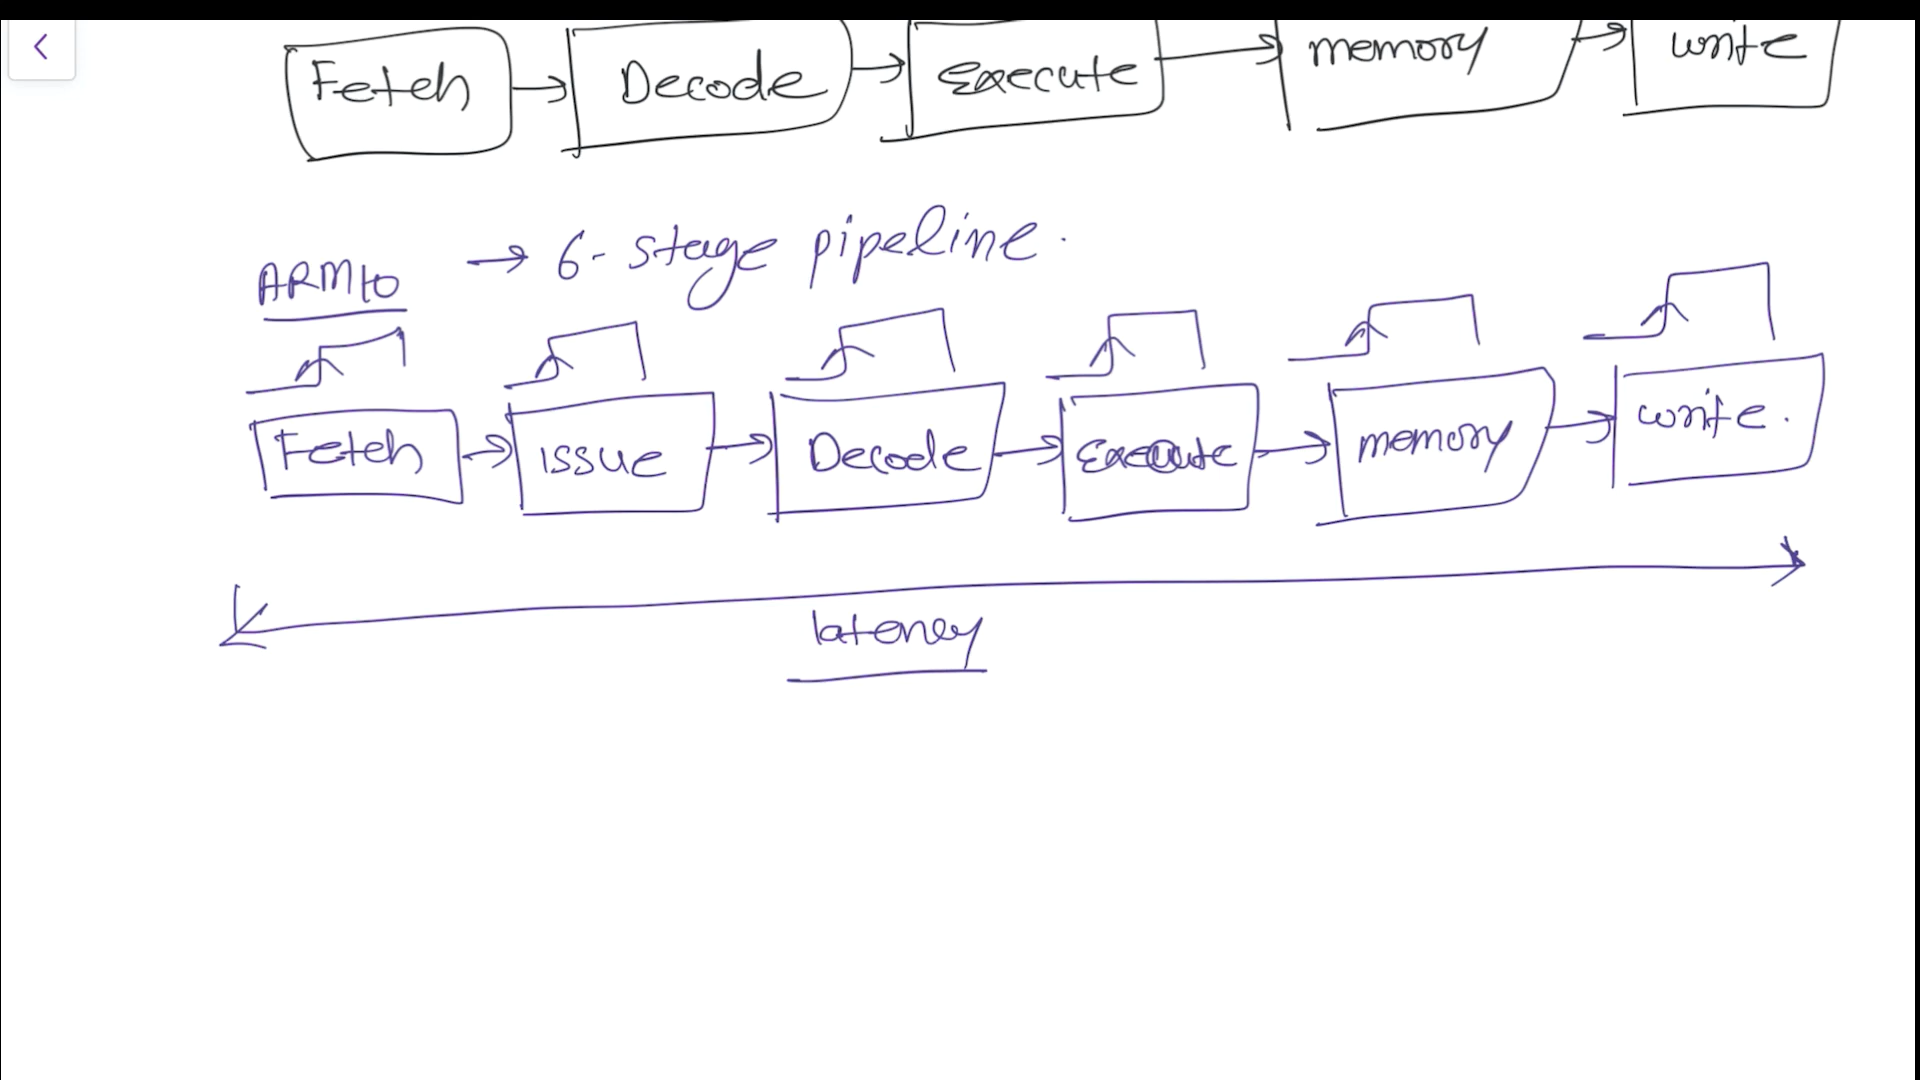 Fetch → Decode → Execute → memory → write
ARM10 → 6-stage pipeline.
Fetch → issue → Decode → Execute → memory → write.
latency